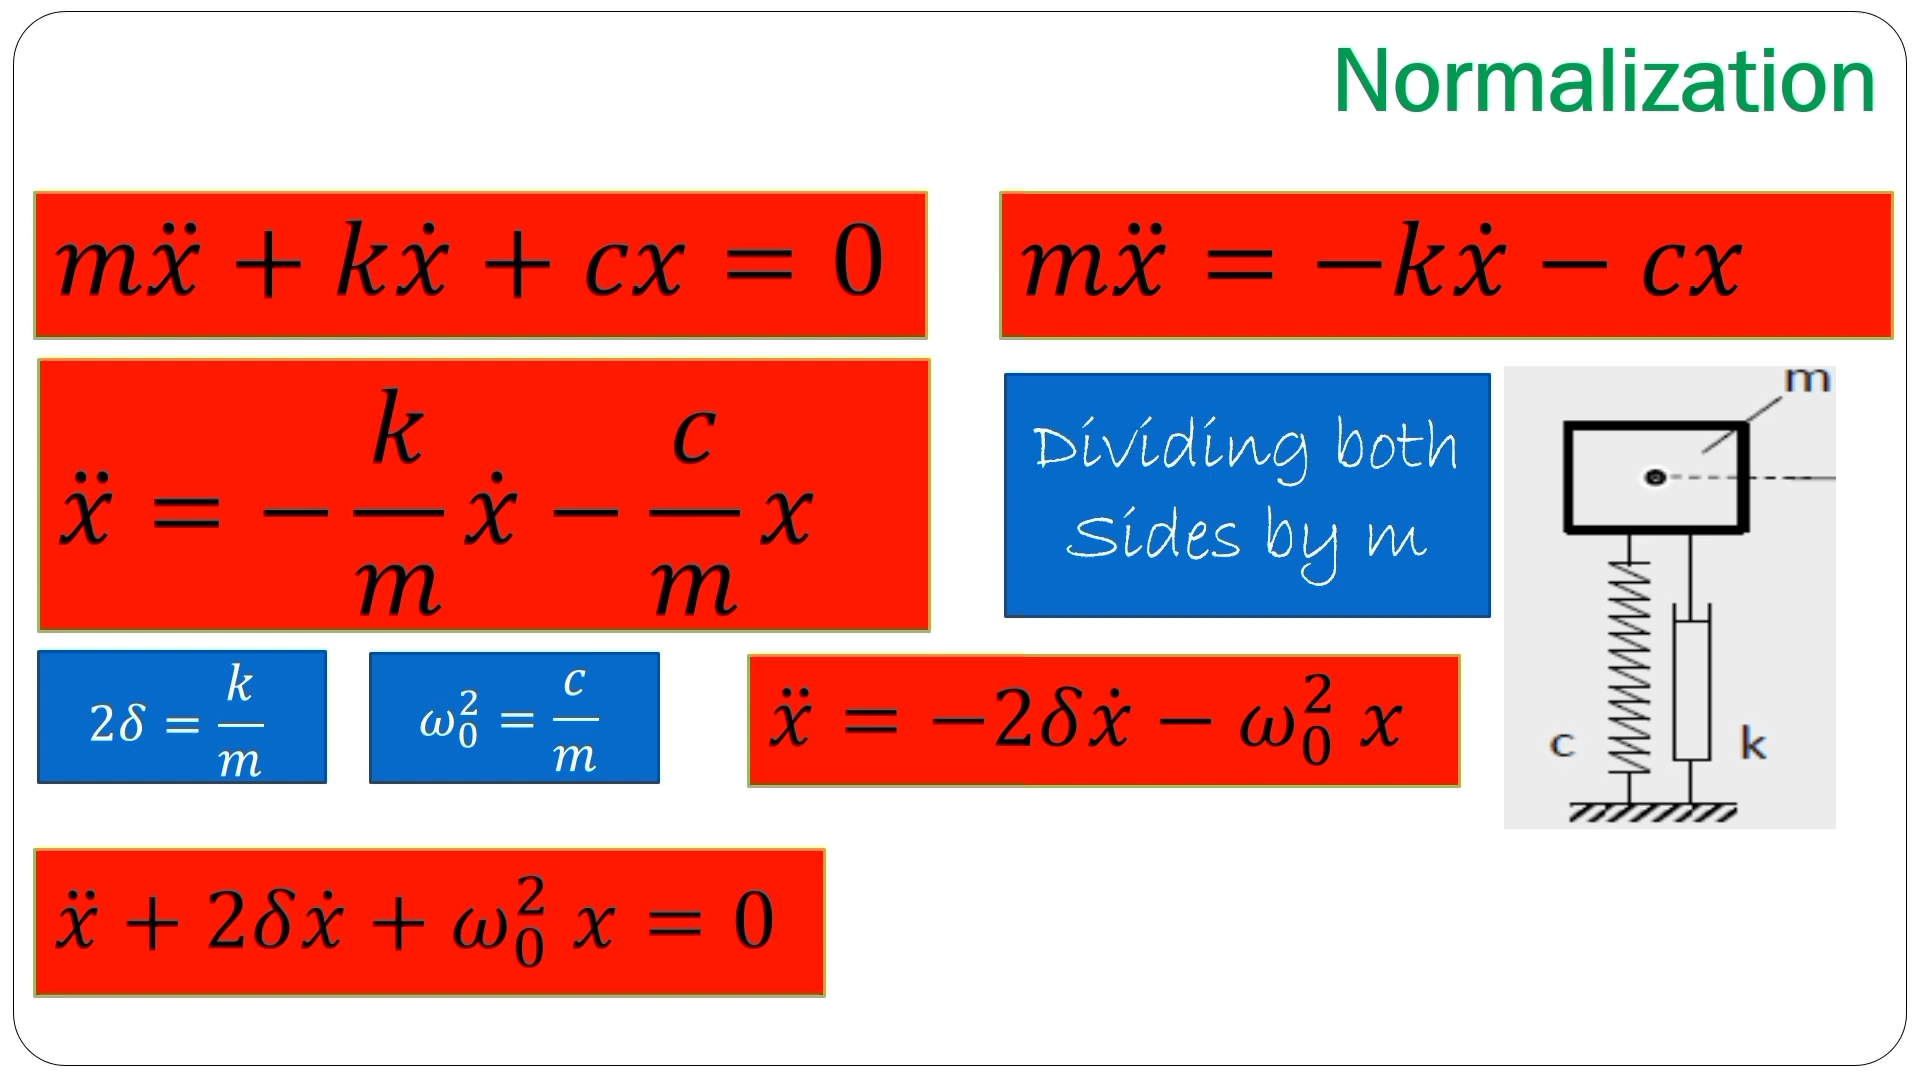 Normalization
mẍ + kẋ + cx = 0
mẍ = −kẋ − cx
ẍ = −k/m ẋ − c/m x
Dividing both
Sides by m
m
c
k
2δ = k/m
ω₀² = c/m
ẍ = −2δẋ − ω₀² x
ẍ + 2δẋ + ω₀² x = 0